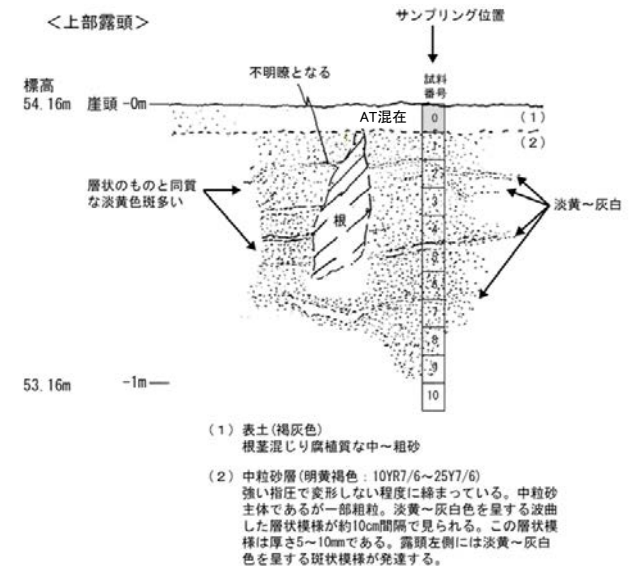 ＜上部露頭＞
サンプリング位置
不明瞭となる
試料
番号
標高
54.16m 崖頭 -0m
AT混在
0
(1)
(2)
1
2
層状のものと同質
な淡黄色斑多い
3
淡黄～灰白
根
4
5
6
7
8
9
53.16m -1m
10
(1) 表土(褐灰色)
根茎混じり腐植質な中～粗砂
(2) 中粒砂層(明黄褐色：10YR7/6～25Y7/6)
強い指圧で変形しない程度に締まっている。中粒砂
主体であるが一部粗粒。淡黄～灰白色を呈する波曲
した層状模様が約10cm間隔で見られる。この層状模
様は厚さ5～10mmである。露頭左側には淡黄～灰白
色を呈する斑状模様が発達する。